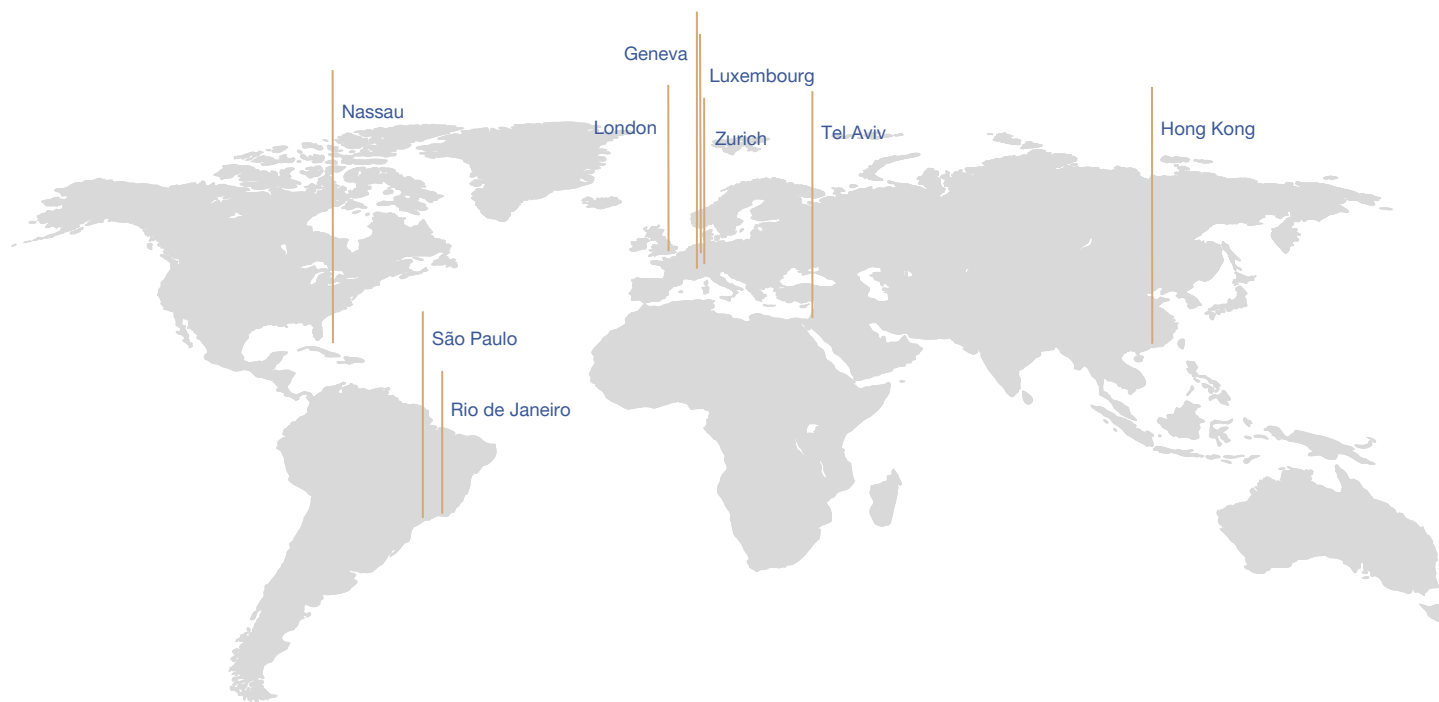 Geneva
Luxembourg
Nassau
London
Zurich
Tel Aviv
Hong Kong
São Paulo
Rio de Janeiro